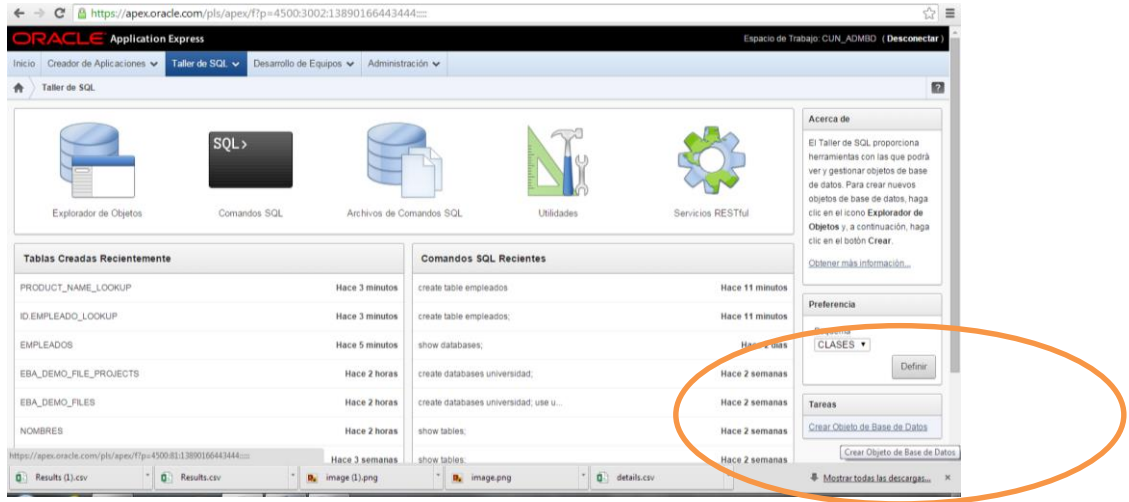 https://apex.oracle.com/pls/apex/f?p=4500:3002:13890166443444:::::
ORACLE Application Express
Espacio de Trabajo: CUN_ADMBD (Desconectar)
Inicio Creador de Aplicaciones Taller de SQL Desarrollo de Equipos Administración
Taller de SQL
?
SQL>
Explorador de Objetos
Comandos SQL
Archivos de Comandos SQL
Utilidades
Servicios RESTful
Tablas Creadas Recientemente
PRODUCT_NAME_LOOKUP Hace 3 minutos
ID.EMPLEADO_LOOKUP Hace 3 minutos
EMPLEADOS Hace 5 minutos
EBA_DEMO_FILE_PROJECTS Hace 2 horas
EBA_DEMO_FILES Hace 2 horas
NOMBRES Hace 2 horas
Hace 3 semanas
Comandos SQL Recientes
create table empleados Hace 11 minutos
create table empleados; Hace 11 minutos
show databases; Hace 2 días
create databases universidad; Hace 2 semanas
create databases universidad; use u... Hace 2 semanas
show tables; Hace 2 semanas
show tables; Hace 2 semanas
Acerca de
El Taller de SQL proporciona
herramientas con las que podrá
ver y gestionar objetos de base
de datos. Para crear nuevos
objetos de base de datos, haga
clic en el icono Explorador de
Objetos y, a continuación, haga
clic en el botón Crear.
Obtener más información...
Preferencia
Esquema
CLASES
Definir
Tareas
Crear Objeto de Base de Datos
Crear Objeto de Base de Datos
https://apex.oracle.com/pls/apex/f?p=4500:81:13890166443444:::::
Results (1).csv
Results.csv
image (1).png
image.png
details.csv
Mostrar todas las descargas...